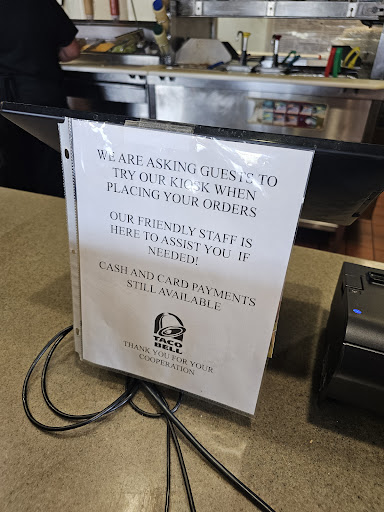 WE ARE ASKING GUESTS TO
TRY OUR KIOSK WHEN
PLACING YOUR ORDERS
OUR FRIENDLY STAFF IS
HERE TO ASSIST YOU IF
NEEDED!
CASH AND CARD PAYMENTS
STILL AVAILABLE
TACO
BELL
THANK YOU FOR YOUR
COOPERATION